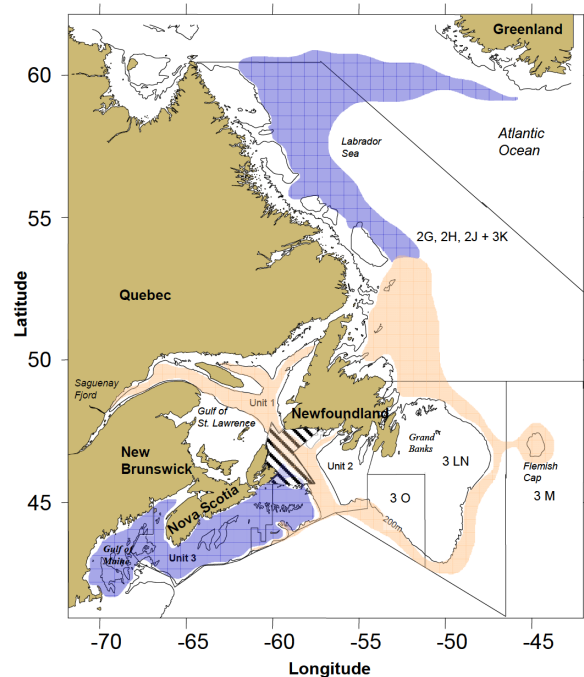 Greenland
60
Labrador
Sea
Atlantic
Ocean
55
2G, 2H, 2J + 3K
Quebec
Latitude
50
Saguenay
Fjord
Unit 1
Gulf of
St. Lawrence
Newfoundland
New
Brunswick
Unit 2
Grand
Banks
3 LN
Flemish
Cap
45
Nova Scotia
3 O
3 M
200m
Gulf of
Maine
Unit 3
-70
-65
-60
-55
-50
-45
Longitude